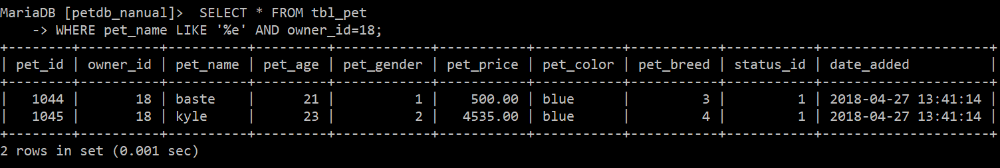 MariaDB [petdb_nanual]>  SELECT * FROM tbl_pet
    -> WHERE pet_name LIKE '%e' AND owner_id=18;
+--------+----------+----------+---------+------------+-----------+-----------+-----------+-----------+---------------------+
| pet_id | owner_id | pet_name | pet_age | pet_gender | pet_price | pet_color | pet_breed | status_id | date_added          |
+--------+----------+----------+---------+------------+-----------+-----------+-----------+-----------+---------------------+
|   1044 |       18 | baste    |      21 |          1 |    500.00 | blue      |         3 |         1 | 2018-04-27 13:41:14 |
|   1045 |       18 | kyle     |      23 |          2 |   4535.00 | blue      |         4 |         1 | 2018-04-27 13:41:14 |
+--------+----------+----------+---------+------------+-----------+-----------+-----------+-----------+---------------------+
2 rows in set (0.001 sec)